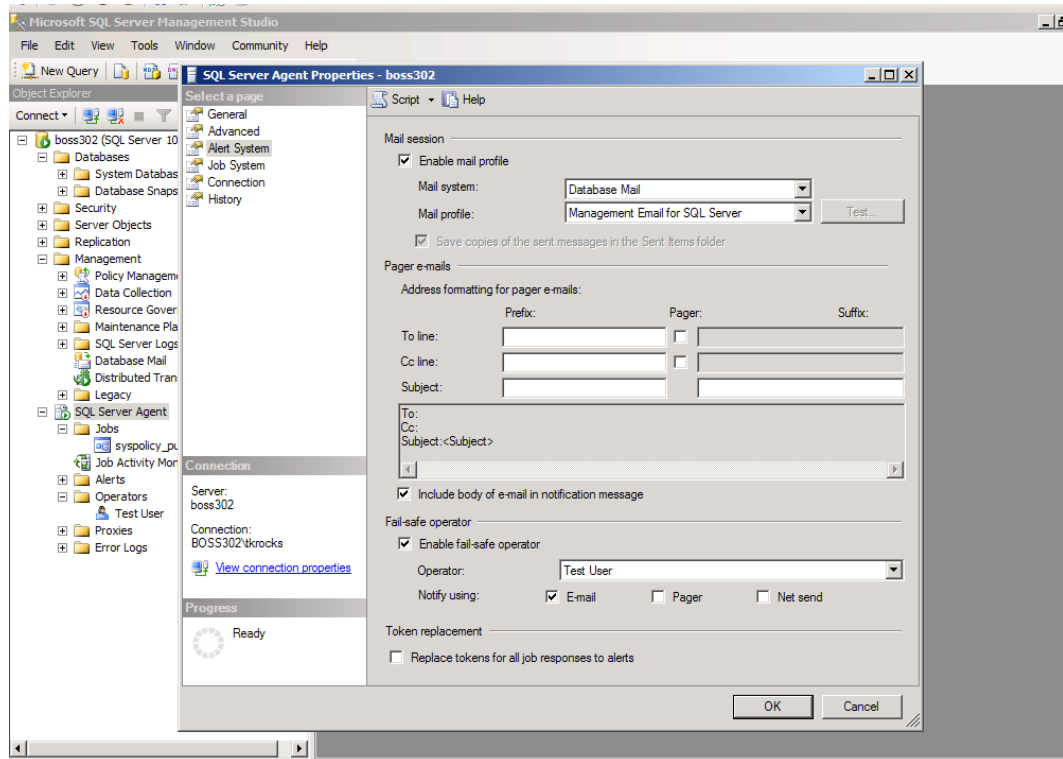 Microsoft SQL Server Management Studio
File Edit View Tools Window Community Help
New Query
Object Explorer
Connect
boss302 (SQL Server 10
Databases
System Databas
Database Snaps
Security
Server Objects
Replication
Management
Policy Managem
Data Collection
Resource Gover
Maintenance Pla
SQL Server Logs
Database Mail
Distributed Tran
Legacy
SQL Server Agent
Jobs
syspolicy_pu
Job Activity Mon
Alerts
Operators
Test User
Proxies
Error Logs
SQL Server Agent Properties - boss302
Select a page
General
Advanced
Alert System
Job System
Connection
History
Connection
Server:
boss302
Connection:
BOSS302\tkrocks
View connection properties
Progress
Ready
Script Help
Mail session
Enable mail profile
Mail system: Database Mail
Mail profile: Management Email for SQL Server Test...
Save copies of the sent messages in the Sent Items folder
Pager e-mails
Address formatting for pager e-mails:
Prefix: Pager: Suffix:
To line:
Cc line:
Subject:
To:
Cc:
Subject:<Subject>
Include body of e-mail in notification message
Fail-safe operator
Enable fail-safe operator
Operator: Test User
Notify using: E-mail Pager Net send
Token replacement
Replace tokens for all job responses to alerts
OK Cancel